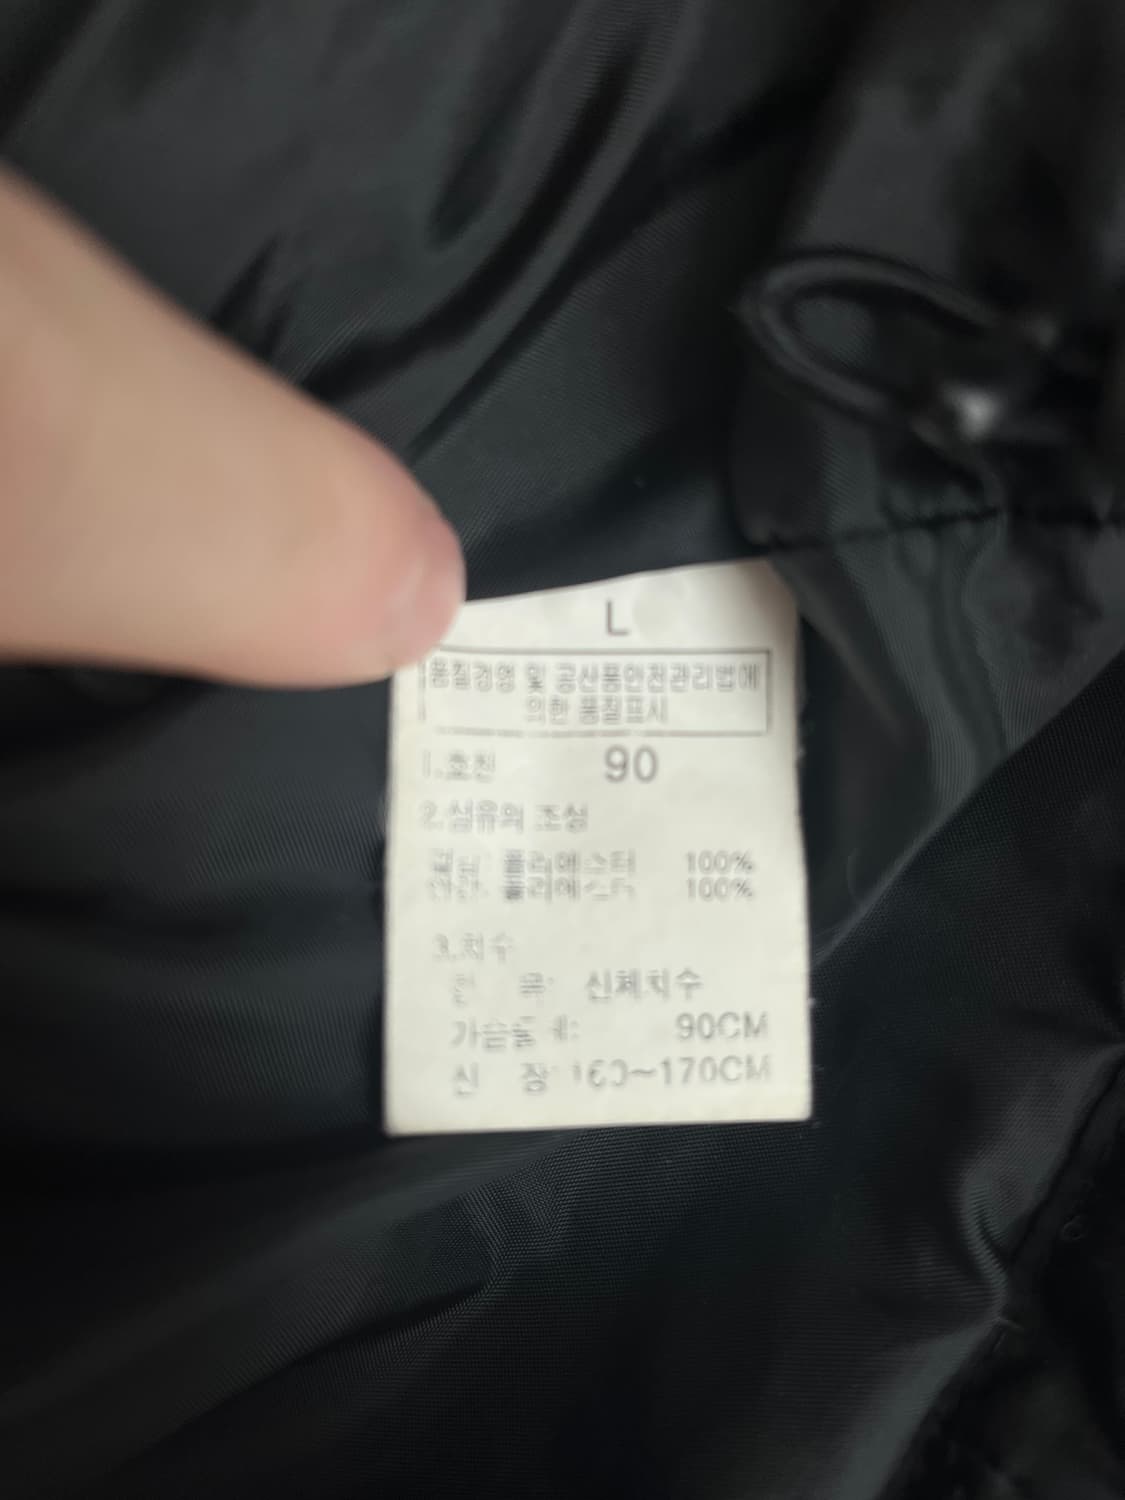 L
품질경영 및 공산품안전관리법에
의한 품질표시
1.호칭 90
2.섬유의 조성
겉감: 폴리에스터 100%
안감: 폴리에스터 100%
3.치수
항 목: 신체치수
가슴둘레: 90CM
신 장: 160~170CM